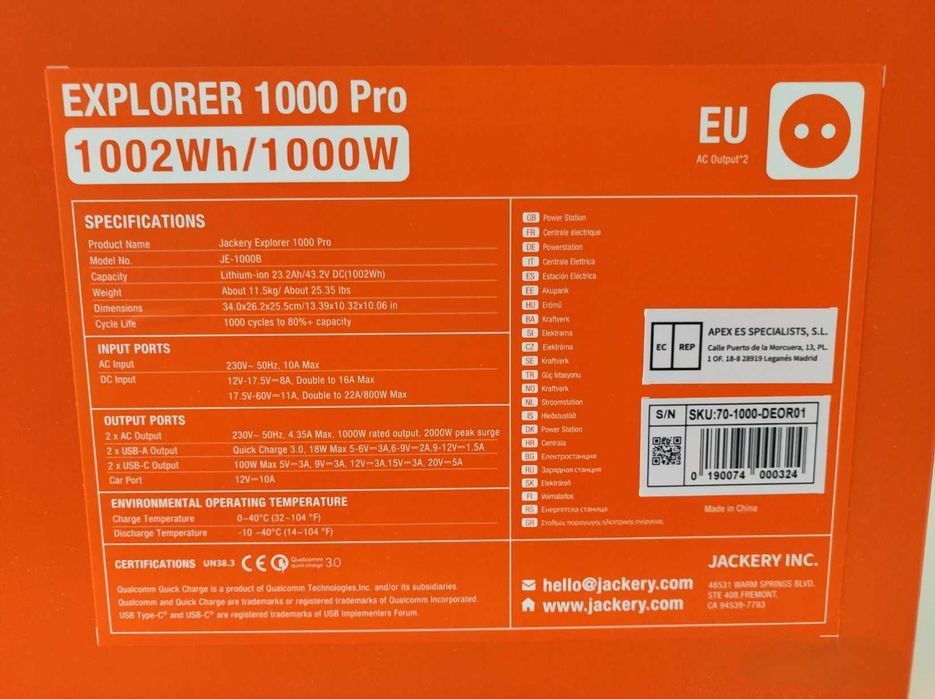 EXPLORER 1000 Pro
1002Wh/1000W
EU
AC Output*2
SPECIFICATIONS
Product Name Jackery Explorer 1000 Pro
Model No. JE-1000B
Capacity Lithium-ion 23.2Ah/43.2V DC(1002Wh)
Weight About 11.5kg/ About 25.35 lbs
Dimensions 34.0x26.2x25.5cm/13.39x10.32x10.06 in
Cycle Life 1000 cycles to 80%+ capacity
INPUT PORTS
AC Input 230V~ 50Hz, 10A Max
DC Input 12V-17.5V⎓8A, Double to 16A Max
17.5V-60V⎓11A, Double to 22A/800W Max
OUTPUT PORTS
2 x AC Output 230V~ 50Hz, 4.35A Max, 1000W rated output, 2000W peak surge
2 x USB-A Output Quick Charge 3.0, 18W Max 5-6V⎓3A,6-9V⎓2A,9-12V⎓1.5A
2 x USB-C Output 100W Max 5V⎓3A, 9V⎓3A, 12V⎓3A,15V⎓3A, 20V⎓5A
Car Port 12V⎓10A
ENVIRONMENTAL OPERATING TEMPERATURE
Charge Temperature 0~40°C (32~104 °F)
Discharge Temperature -10 ~40°C (14~104 °F)
CERTIFICATIONS UN38.3 CE Qualcomm quick charge 3.0
Qualcomm Quick Charge is a product of Qualcomm Technologies,Inc. and/or its subsidiaries.
Qualcomm and Quick Charge are trademarks or registered trademarks of Qualcomm Incorporated.
USB Type-C® and USB-C® are registered trademarks of USB Implementers Forum.
GB Power Station
FR Centrale électrique
DE Powerstation
IT Centrale Elettrica
ES Estación Eléctrica
EE Akupank
HU Erőmű
BA Kraftverk
SI Elektrarna
CZ Elektrárna
SE Kraftverk
TR Güç İstasyonu
NO Kraftverk
NL Stroomstation
IS Hleðslustöð
DK Power Station
HR Centrala
BG Електростанция
RU Зарядная станция
SK Elektráreň
FI Voimalaitos
RS Енергетска станица
GR Σταθμός παραγωγής ηλεκτρικής ενέργειας
EC REP
APEX ES SPECIALISTS, S.L.
Calle Puerto de la Morcuera, 13, PL.
1 OF. 18-8 28919 Leganés Madrid
S/N SKU:70-1000-DEOR01
0 190074 000324
Made in China
hello@jackery.com
www.jackery.com
JACKERY INC.
48531 WARM SPRINGS BLVD,
STE 408,FREMONT,
CA 94539-7793